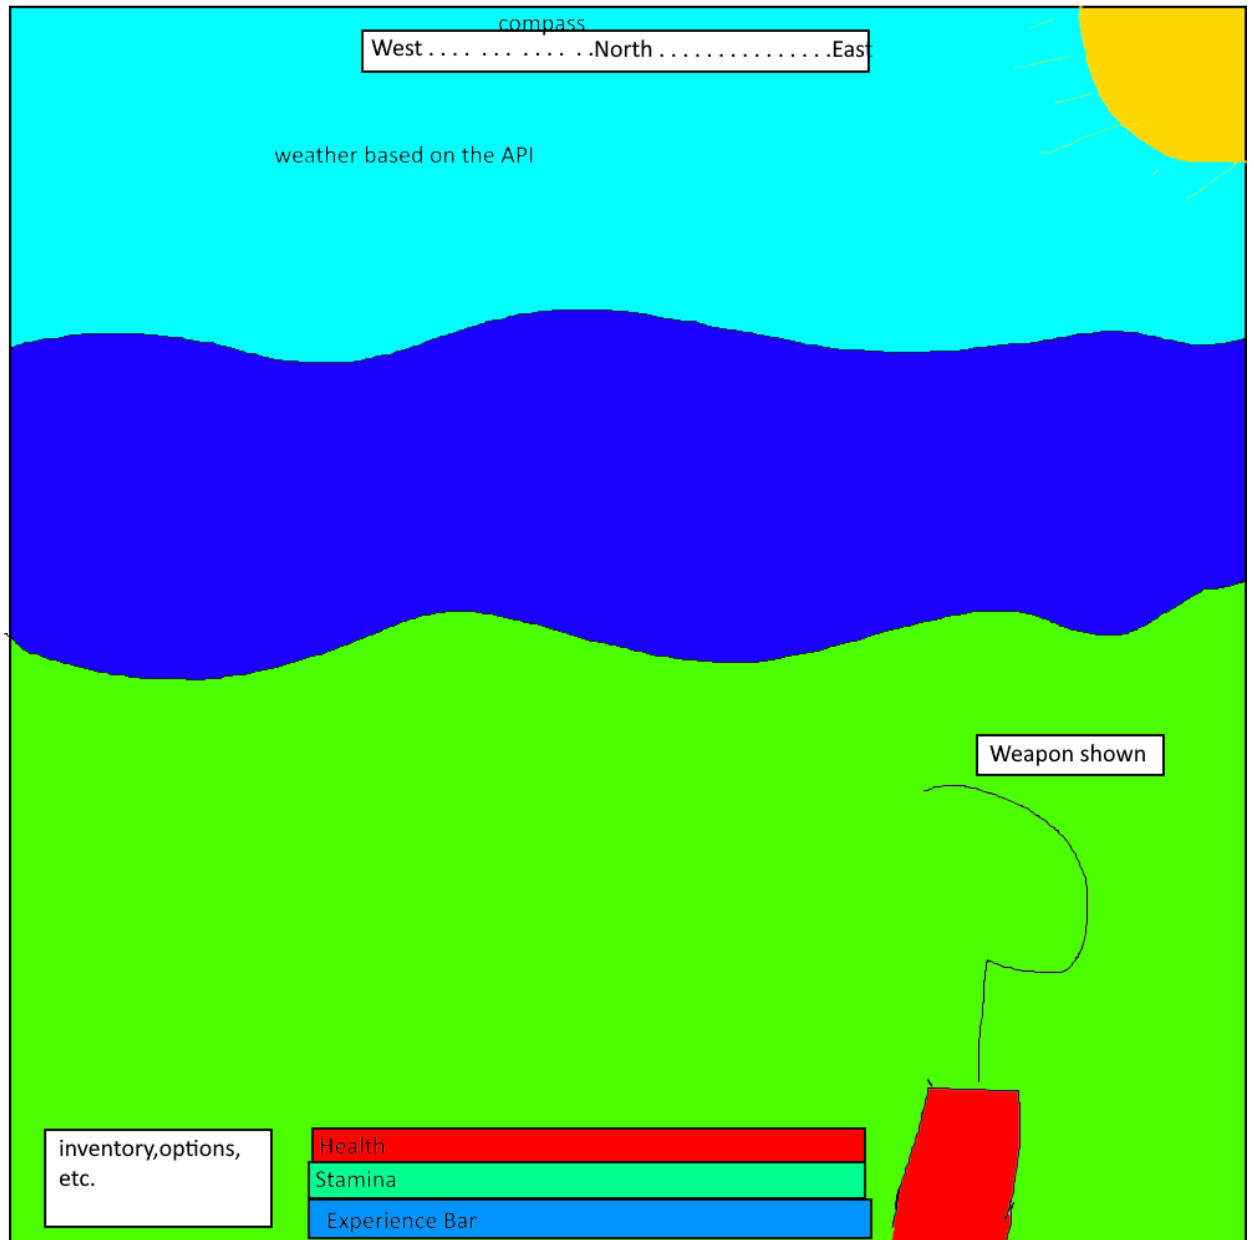 compass
West . . . . . . . . . . . . .North . . . . . . . . . . . . . . .East
weather based on the API
Weapon shown
inventory,options,
etc.
Health
Stamina
Experience Bar